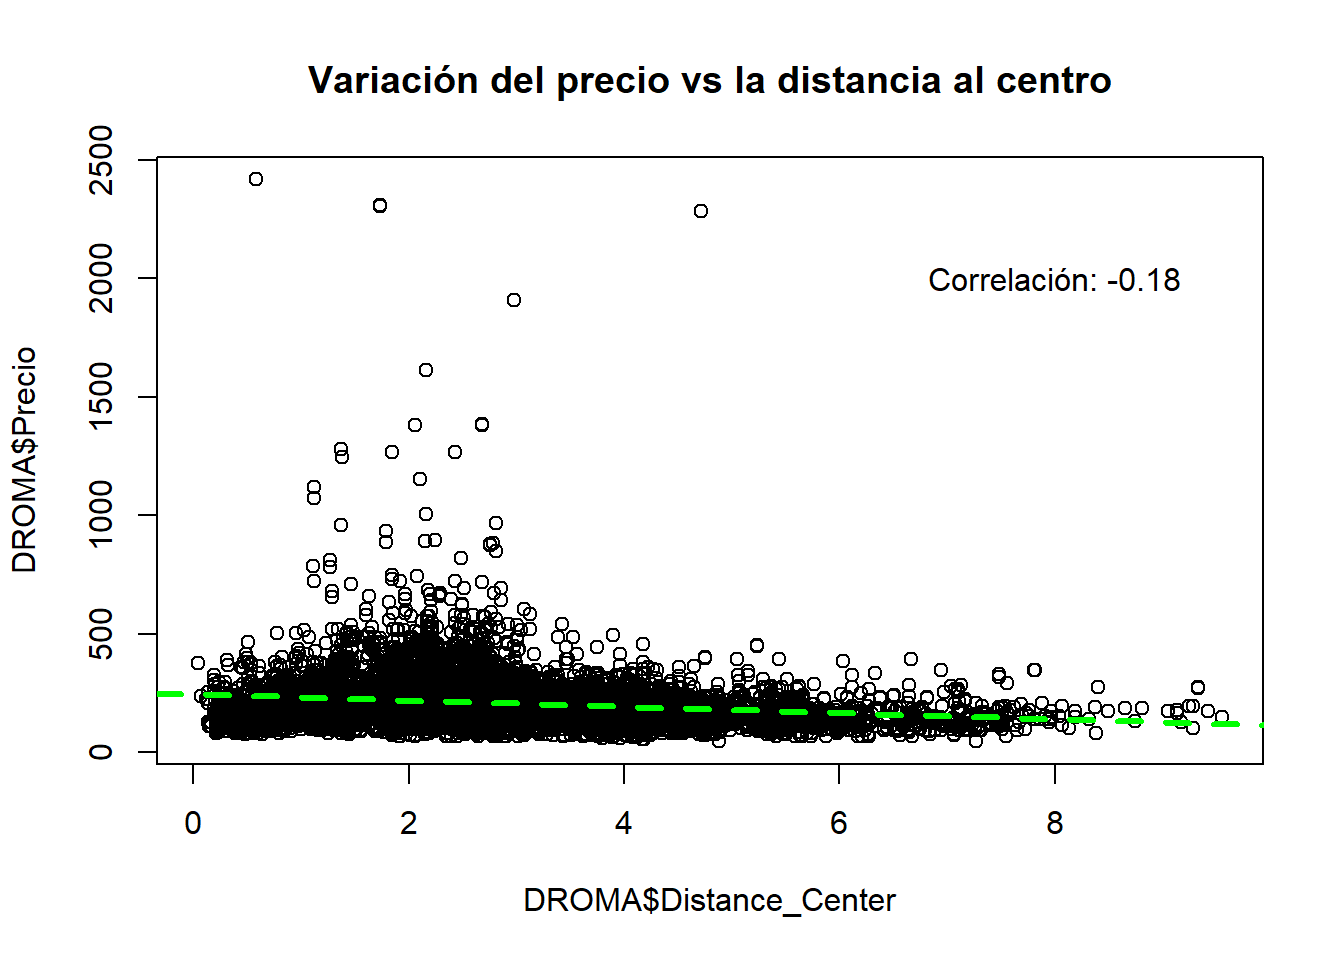 Variación del precio vs la distancia al centro
2500
2000
1500
1000
500
0
DROMA$Precio
Correlación: -0.18
0 2 4 6 8
DROMA$Distance_Center